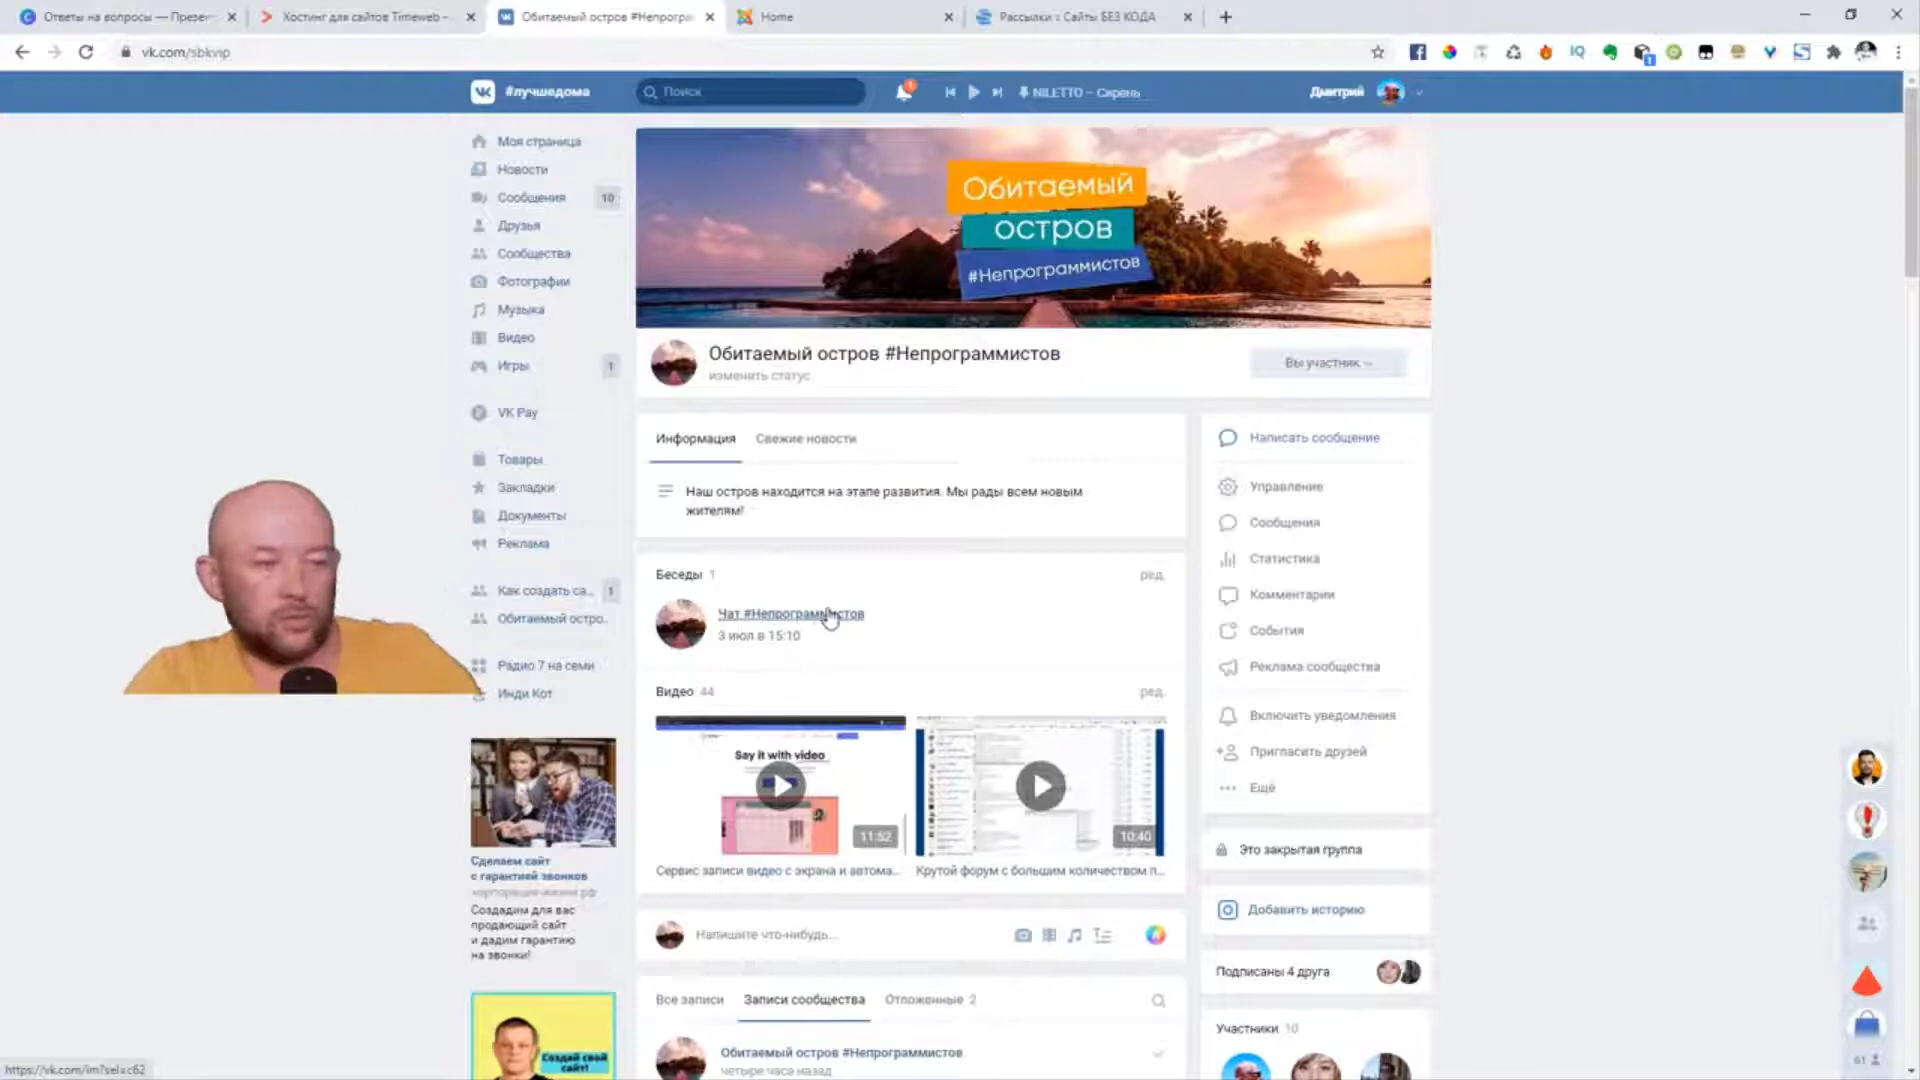 Ответы на вопросы — Презент
Хостинг для сайтов Timeweb -
Обитаемый остров #Непрограм
Home
Рассылки :: Сайты БЕЗ КОДА
vk.com/sbkvip
IQ
#лучшедома
Поиск
NILETTO – Сирень
Дмитрий
Моя страница
Новости
Сообщения 10
Друзья
Сообщества
Фотографии
Музыка
Видео
Игры 1
VK Pay
Товары
Закладки
Документы
Реклама
Как создать са.. 1
Обитаемый остро..
Радио 7 на семи
Инди Кот
Сделаем сайт
с гарантией звонков
Создадим для вас
продающий сайт
и дадим гарантию
на звонки!
Создай свой
сайт!
Обитаемый
остров
#Непрограммистов
Обитаемый остров #Непрограммистов
изменить статус
Вы участник
Информация
Свежие новости
Наш остров находится на этапе развития. Мы рады всем новым
жителям!
Беседы 1
ред.
Чат #Непрограммистов
3 июл в 15:10
Видео 44
ред.
Say it with video
11:52
10:40
Сервис записи видео с экрана и автома...
Крутой форум с большим количеством п...
Напишите что-нибудь...
Все записи
Записи сообщества
Отложенные 2
Обитаемый остров #Непрограммистов
четыре часа назад
Написать сообщение
Управление
Сообщения
Статистика
Комментарии
События
Реклама сообщества
Включить уведомления
Пригласить друзей
Ещё
Это закрытая группа
Добавить историю
Подписаны 4 друга
Участники 10
61
https://vk.com/im?sel=c62